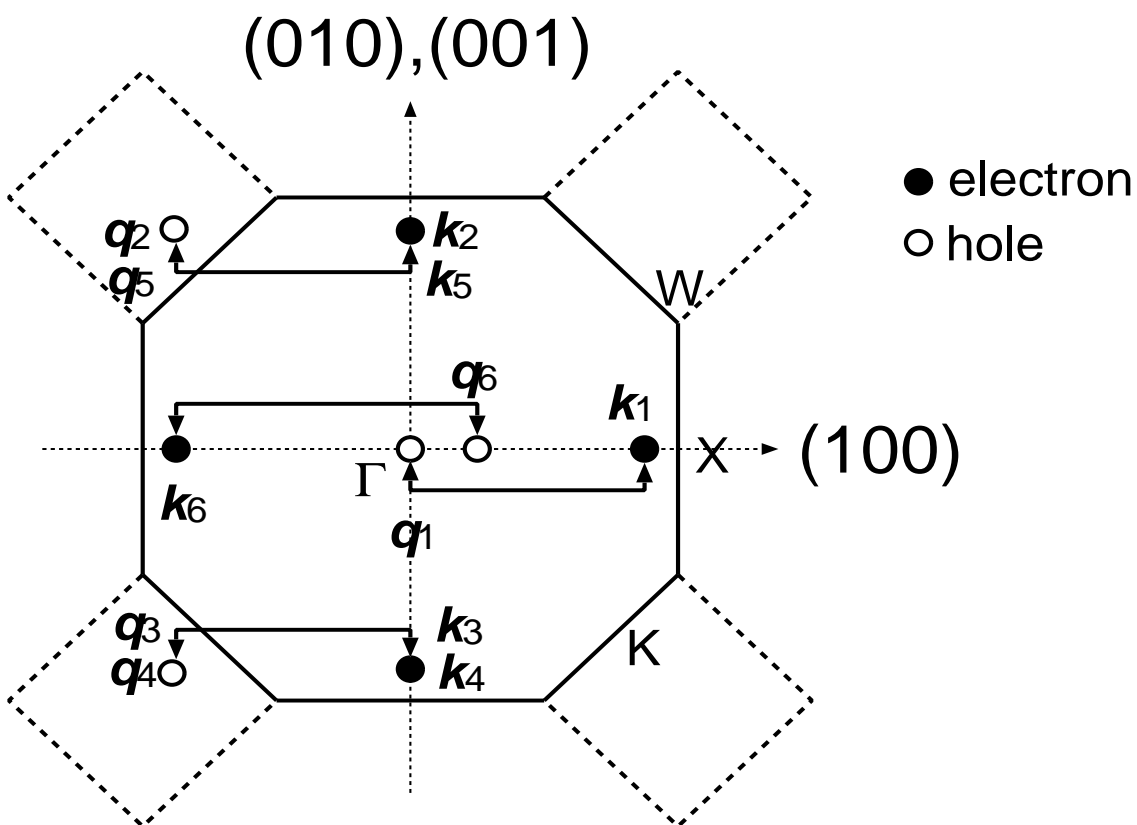 (010),(001)
electron
hole
q2
k2
q5
k5
W
q6
k1
X
(100)
Γ
k6
q1
q3
k3
K
q4
k4